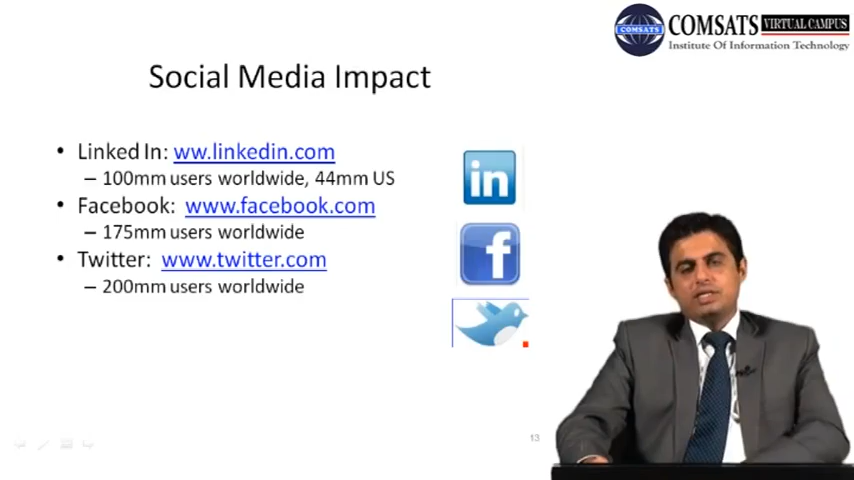 COMSATS VIRTUAL CAMPUS
COMSATS
Institute Of Information Technology
Social Media Impact
• Linked In: ww.linkedin.com
– 100mm users worldwide, 44mm US
• Facebook: www.facebook.com
– 175mm users worldwide
• Twitter: www.twitter.com
– 200mm users worldwide
in
f
13